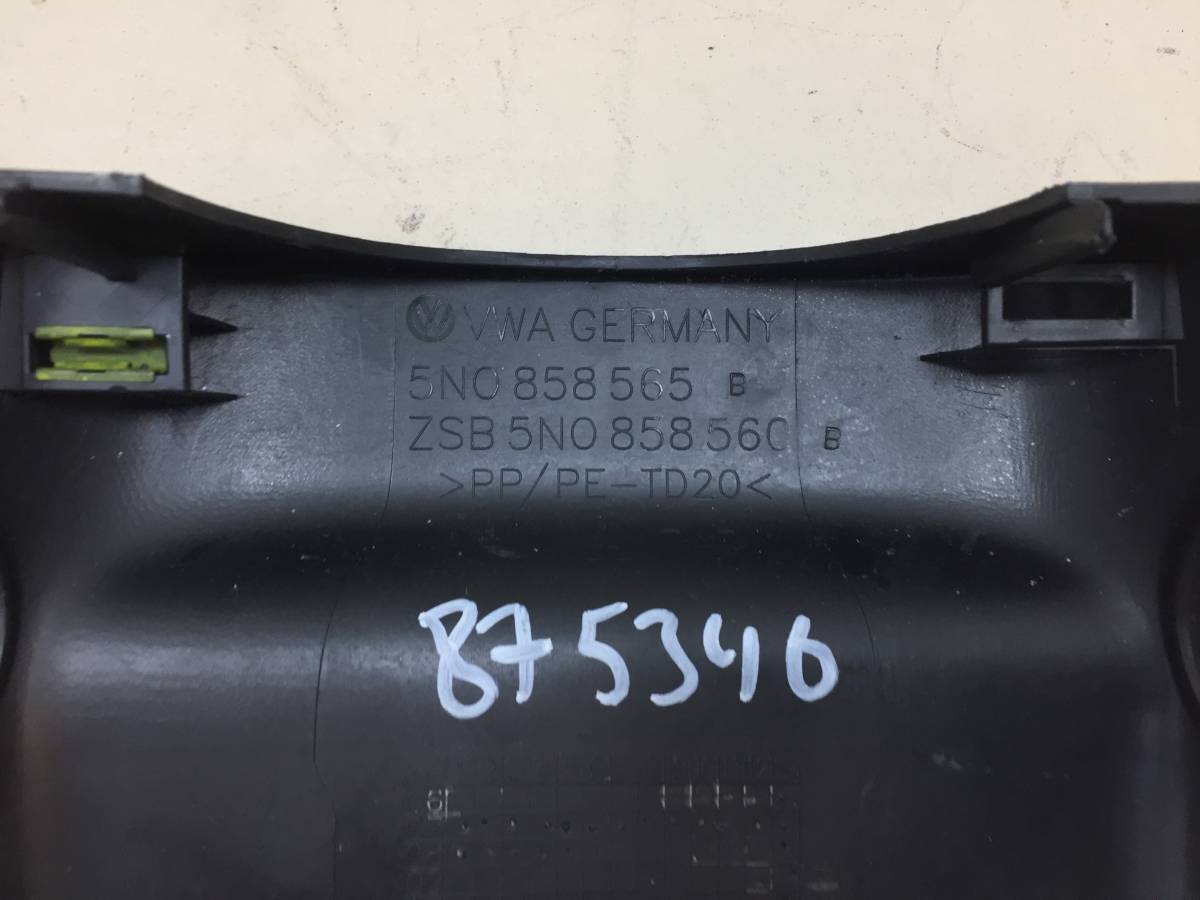 VWA GERMANY
5N0 858 565 B
ZSB 5N0 858 560 B
>PP/PE-TD20<
875346